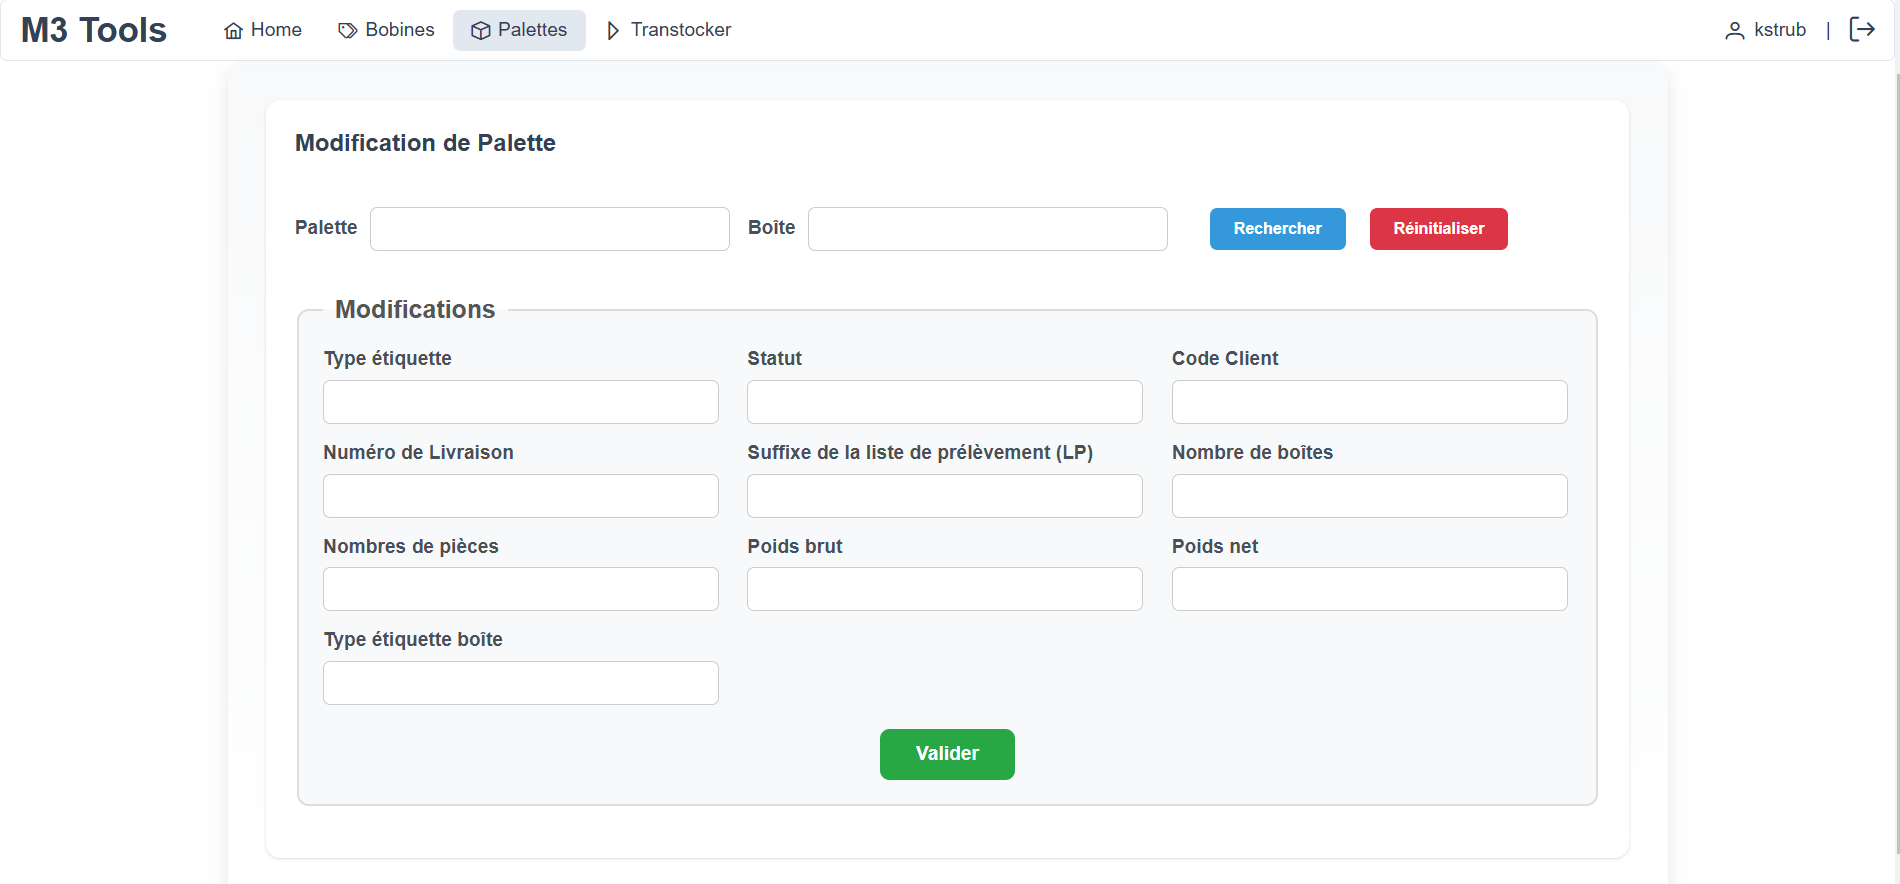 M3 Tools Home Bobines Palettes Transtocker kstrub |
Modification de Palette
Palette Boîte Rechercher Réinitialiser
Modifications
Type étiquette Statut Code Client
Numéro de Livraison Suffixe de la liste de prélèvement (LP) Nombre de boîtes
Nombres de pièces Poids brut Poids net
Type étiquette boîte
Valider